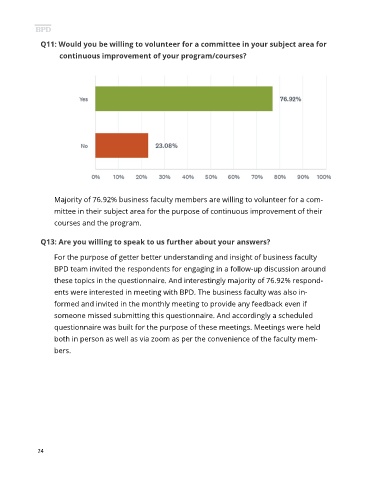 BPD
Q11: Would you be willing to volunteer for a committee in your subject area for
continuous improvement of your program/courses?
Yes 76.92%
No 23.08%
0% 10% 20% 30% 40% 50% 60% 70% 80% 90% 100%
Majority of 76.92% business faculty members are willing to volunteer for a com-
mittee in their subject area for the purpose of continuous improvement of their
courses and the program.
Q13: Are you willing to speak to us further about your answers?
For the purpose of getter better understanding and insight of business faculty
BPD team invited the respondents for engaging in a follow-up discussion around
these topics in the questionnaire. And interestingly majority of 76.92% respond-
ents were interested in meeting with BPD. The business faculty was also in-
formed and invited in the monthly meeting to provide any feedback even if
someone missed submitting this questionnaire. And accordingly a scheduled
questionnaire was built for the purpose of these meetings. Meetings were held
both in person as well as via zoom as per the convenience of the faculty mem-
bers.
74